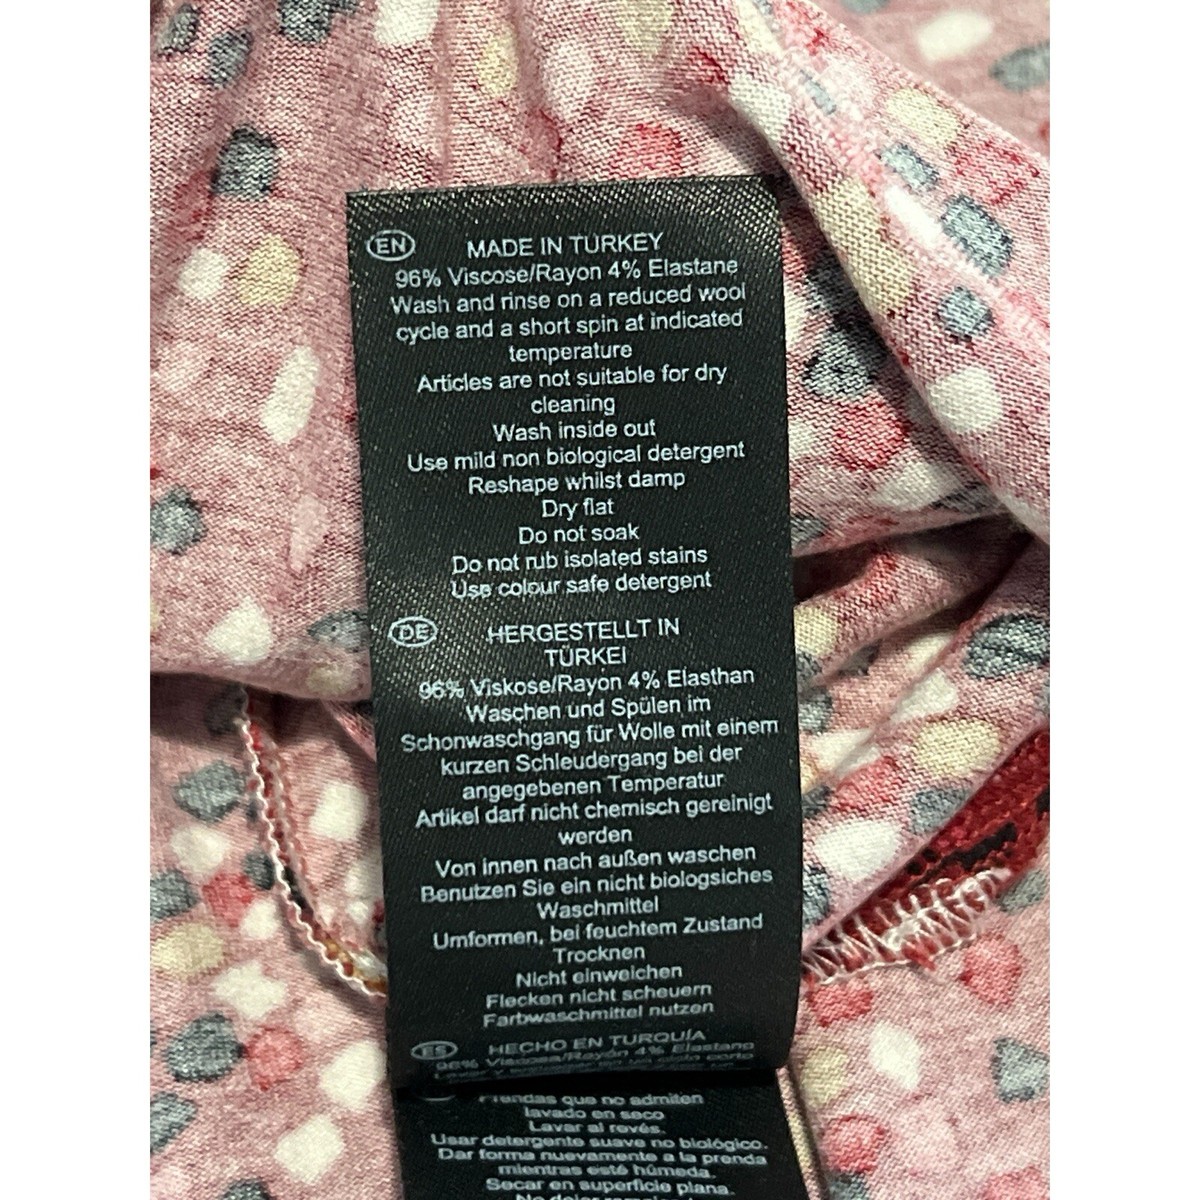 EN MADE IN TURKEY
96% Viscose/Rayon 4% Elastane
Wash and rinse on a reduced wool
cycle and a short spin at indicated
temperature
Articles are not suitable for dry
cleaning
Wash inside out
Use mild non biological detergent
Reshape whilst damp
Dry flat
Do not soak
Do not rub isolated stains
Use colour safe detergent
DE HERGESTELLT IN
TÜRKEI
96% Viskose/Rayon 4% Elasthan
Waschen und Spülen im
Schonwaschgang für Wolle mit einem
kurzen Schleudergang bei der
angegebenen Temperatur
Artikel darf nicht chemisch gereinigt
werden
Von innen nach außen waschen
Benutzen Sie ein nicht biologsiches
Waschmittel
Umformen, bei feuchtem Zustand
Trocknen
Nicht einweichen
Flecken nicht scheuern
Farbwaschmittel nutzen
ES HECHO EN TURQUÍA
96% Viscosa/Rayón 4% Elastano
Prendas que no admiten
lavado en seco
Lavar al revés.
Usar detergente suave no biológico.
Dar forma nuevamente a la prenda
mientras esté húmeda.
Secar en superficie plana.